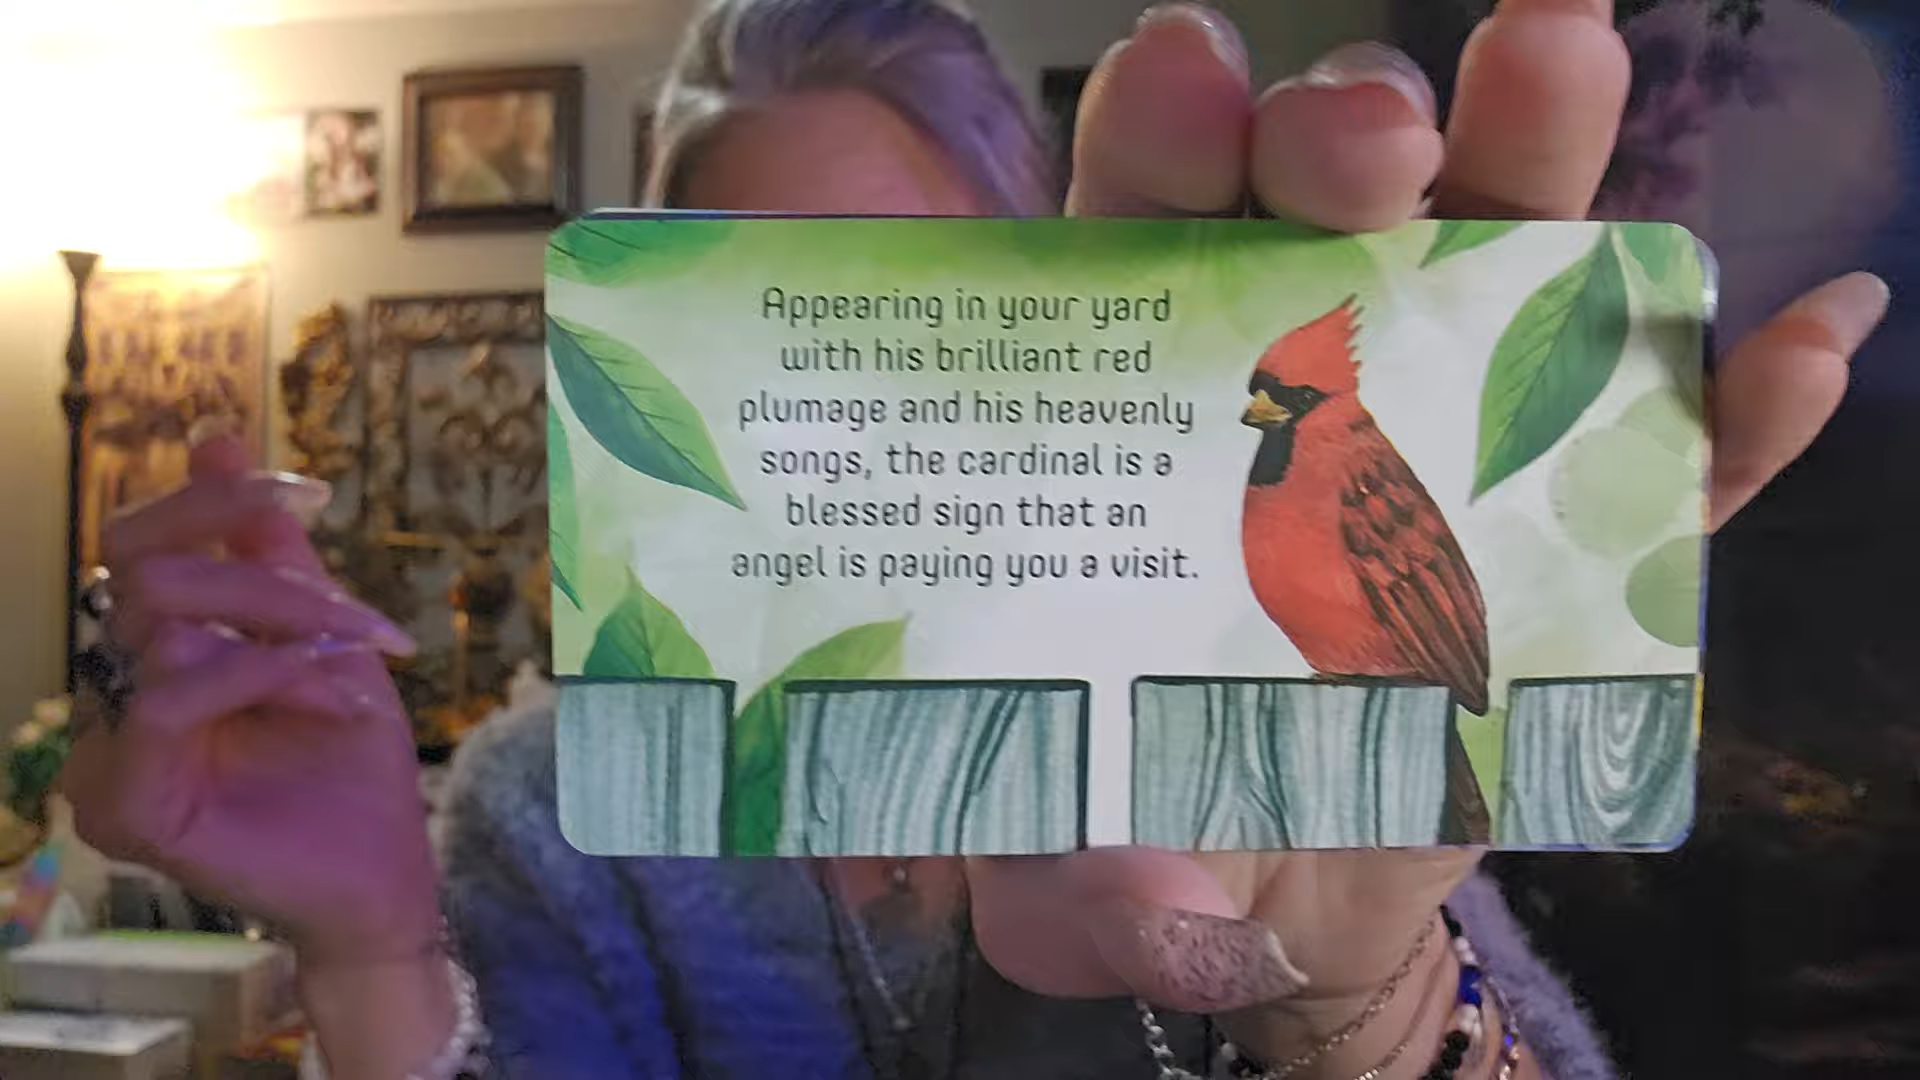 Appearing in your yard
with his brilliant red
plumage and his heavenly
songs, the cardinal is a
blessed sign that an
angel is paying you a visit.